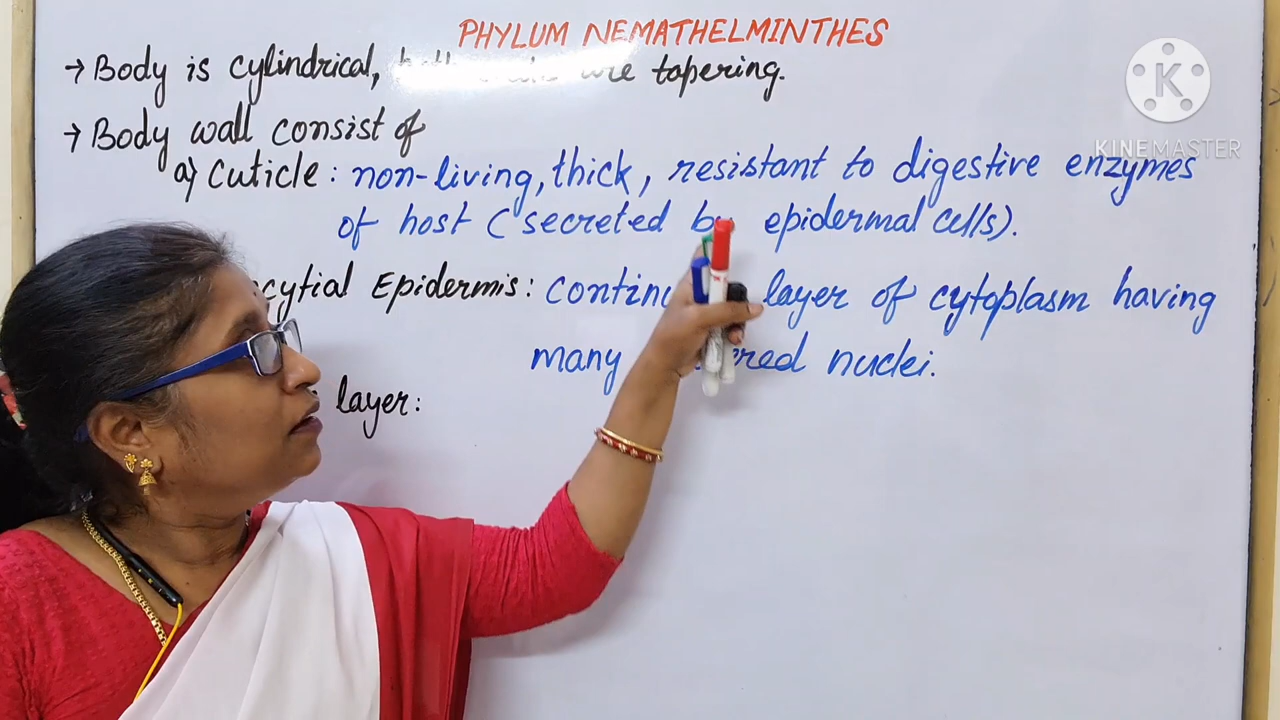 PHYLUM NEMATHELMINTHES
→ Body is cylindrical, are tapering.
→ Body wall consist of
a) Cuticle : non-living, thick, resistant to digestive enzymes
of host (secreted by epidermal cells).
cytial Epidermis : layer of cytoplasm having
many nuclei.
layer :
K
KINEMASTER